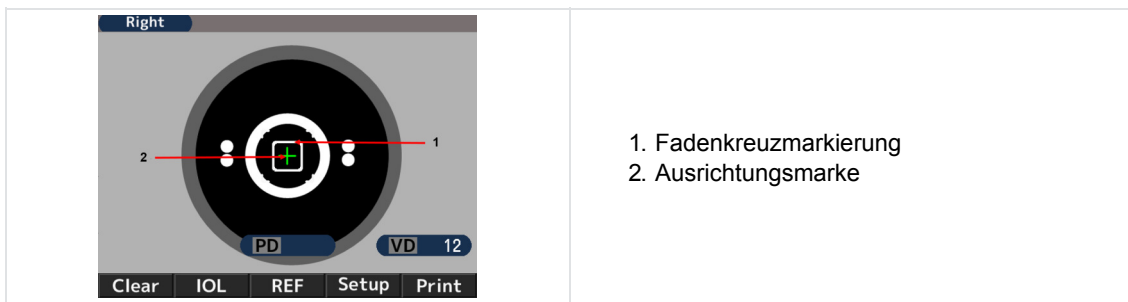 Right
1
2
PD
VD 12
Clear IOL REF Setup Print
1. Fadenkreuzmarkierung
2. Ausrichtungsmarke